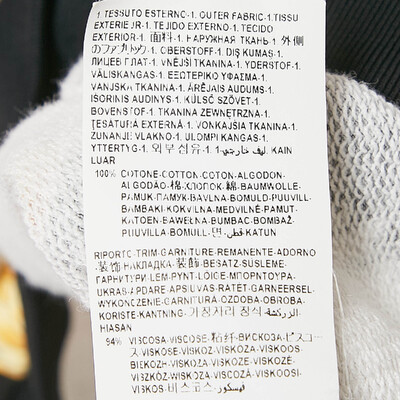 1. TESSUTO ESTERNO-1. OUTER FABRIC-1.TISSU
EXTERIEUR-1. TEJIDO EXTERNO-1. TECIDO
EXTERIOR-1. 面料-1. НАРУЖНАЯ ТКАНЬ-1. 外側
のファブリック-1. OBERSTOFF-1. DIŞ KUMAŞ-1.
ЛИЦЕВ ПЛАТ-1. VNĚJŠÍ TKANINA-1. YDERSTOF-1.
VÄLISKANGAS-1. ΕΞΩΤΕΡΙΚΟ ΥΦΑΣΜΑ-1.
VANJSKA TKANINA-1. ĀRĒJAIS AUDUMS-1.
IŠORINIS AUDINYS-1. KÜLSŐ SZÖVET-1.
BOVENSTOF-1. TKANINA ZEWNĘTRZNA-1.
ŢESĂTURĂ EXTERNĂ-1. VONKAJŠIA TKANINA-1.
ZUNANJE VLAKNO-1. ULOMPI KANGAS-1.
YTTERTYG-1. 외부 섬유-1. ليف خارجي-1. KAIN
LUAR
100% COTONE-COTTON-COTON-ALGODON-
ALGODÃO-棉-ХЛОПОК-綿-BAUMWOLLE-
PAMUK-ПАМУК-BAVLNA-BOMULD-PUUVILL-
ΒΑΜΒΑΚΙ-KOKVILNA-MEDVILNĖ-PAMUT-
KATOEN-BAWEŁNA-BUMBAC-BOMBAŽ-
PUUVILLA-BOMULL-면-قطن-KATUN
RIPORTO-TRIM-GARNITURE-REMANENTE-ADORNO
-装饰-НАКЛАДКА-装飾-BESATZ-SÜSLEME-
ГАРНИТУРИ-LEM-PYNT-LÕIGE-ΜΠΟΡΝΤΟΥΡΑ-
UKRAS-APDARE-APSIUVAS-RATET-GARNEERSEL-
WYKOŃCZENIE-GARNITURA-OZDOBA-OBROBA-
KORISTE-KANTNING-가장자리 장식-الزركشة-
HIASAN
94% VISCOSA-VISCOSE-粘纤-ВИСКОЗА-ビスコー
ス-VISKOSE-VISKOZ-ВИСКОЗА-VISKÓZA-VISKOS-
ΒΙΣΚΟΖΗ-VISKOZA-VISKOZE-VISKOZĖ-
VISZKÓZ-VISKOZA-VISCOZĂ-VISKOOSI-
VISKOS-비스코스-فيسكوز-